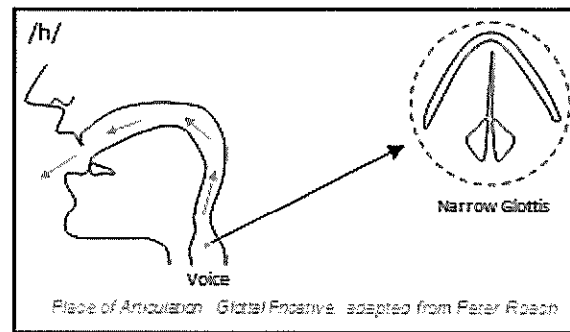 /h/
Narrow Glottis
Voice
Place of Articulation: Glottal Fricative, adapted from Peter Roach